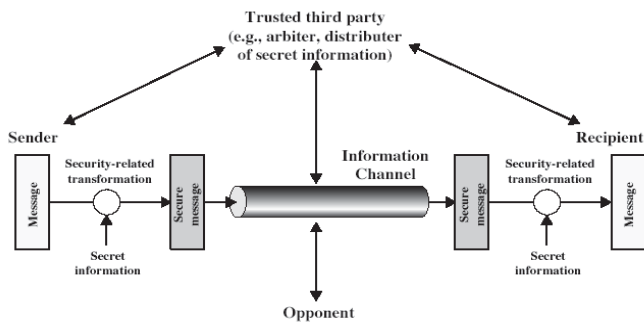 Trusted third party
(e.g., arbiter, distributer
of secret information)
Sender
Recipient
Information
Channel
Security-related
transformation
Security-related
transformation
Message
Secure
message
Secure
message
Message
Secret
information
Secret
information
Opponent